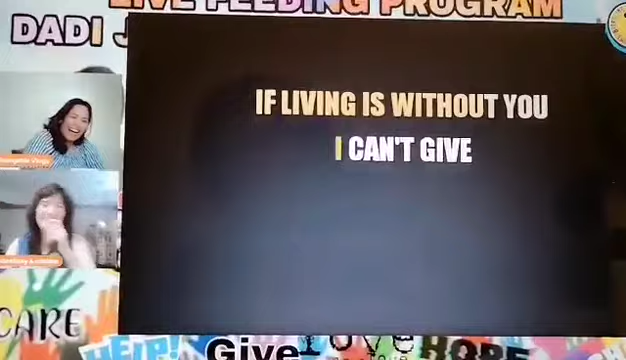 LIVE FEEDING PROGRAM
DADI J
IF LIVING IS WITHOUT YOU
I CAN'T GIVE
CARE
HELP!
Give
love
HOPE